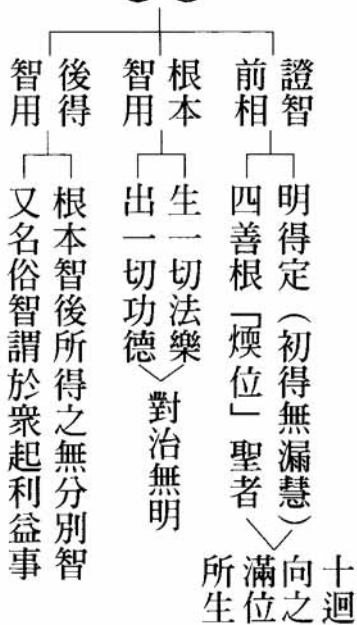 證智
前相
明得定（初得無漏慧）
四善根「煗位」聖者
十迴
向之
滿位
所生
根本
智用
生一切法樂
出一切功德
對治無明
後得
智用
根本智後所得之無分別智
又名俗智謂於衆起利益事